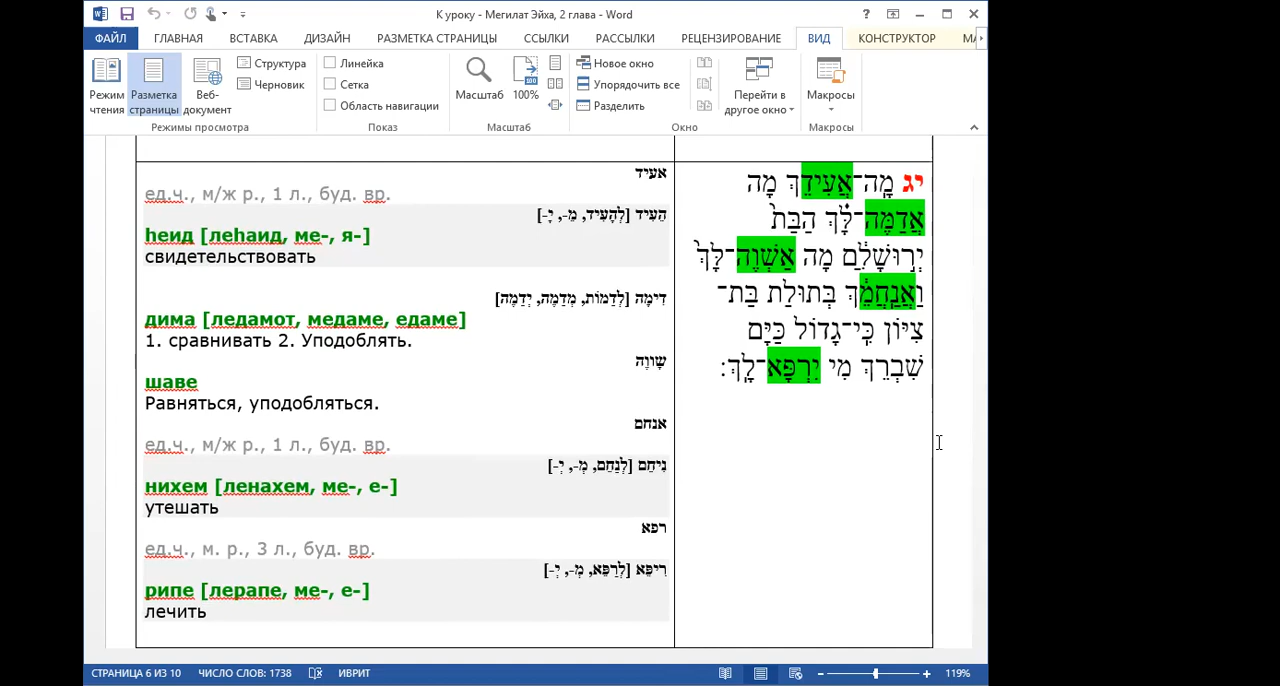 К уроку - Мегилат Эйха, 2 глава - Word
ФАЙЛ ГЛАВНАЯ ВСТАВКА ДИЗАЙН РАЗМЕТКА СТРАНИЦЫ ССЫЛКИ РАССЫЛКИ РЕЦЕНЗИРОВАНИЕ ВИД КОНСТРУКТОР МА
Режим чтения
Разметка страницы
Веб-документ
Структура
Черновик
Режимы просмотра
Линейка
Сетка
Область навигации
Показ
Масштаб
100%
Масштаб
Новое окно
Упорядочить все
Разделить
Перейти в другое окно
Окно
Макросы
Макросы
יג מָה־אֲעִידֵךְ מָה
אֲדַמֶּה־לָּךְ הַבַּת
יְרוּשָׁלִַם מָה אַשְׁוֶה־לָּךְ
וַאֲנַחֲמֵךְ בְּתוּלַת בַּת־
צִיּוֹן כִּי־גָדוֹל כַּיָּם
שִׁבְרֵךְ מִי יִרְפָּא־לָךְ׃
אעיד
ед.ч., м/ж р., 1 л., буд. вр.
הֵעִיד [לְהָעִיד, מֵ-, יָ-]
hеид [леhаид, ме-, я-]
свидетельствовать
דִימָה [לְדַמוֹת, מְדַמֶה, יְדַמֶה]
дима [ледамот, медаме, едаме]
1. сравнивать 2. Уподоблять.
שָווֶה
шаве
Равняться, уподобляться.
אנחם
ед.ч., м/ж р., 1 л., буд. вр.
נִיחֵם [לְנַחֵם, מְ-, יְ-]
нихем [ленахем, ме-, е-]
утешать
רפא
ед.ч., м. р., 3 л., буд. вр.
רִיפֵּא [לְרַפֵּא, מְ-, יְ-]
рипе [лерапе, ме-, е-]
лечить
СТРАНИЦА 6 ИЗ 10 ЧИСЛО СЛОВ: 1738 ИВРИТ 119%